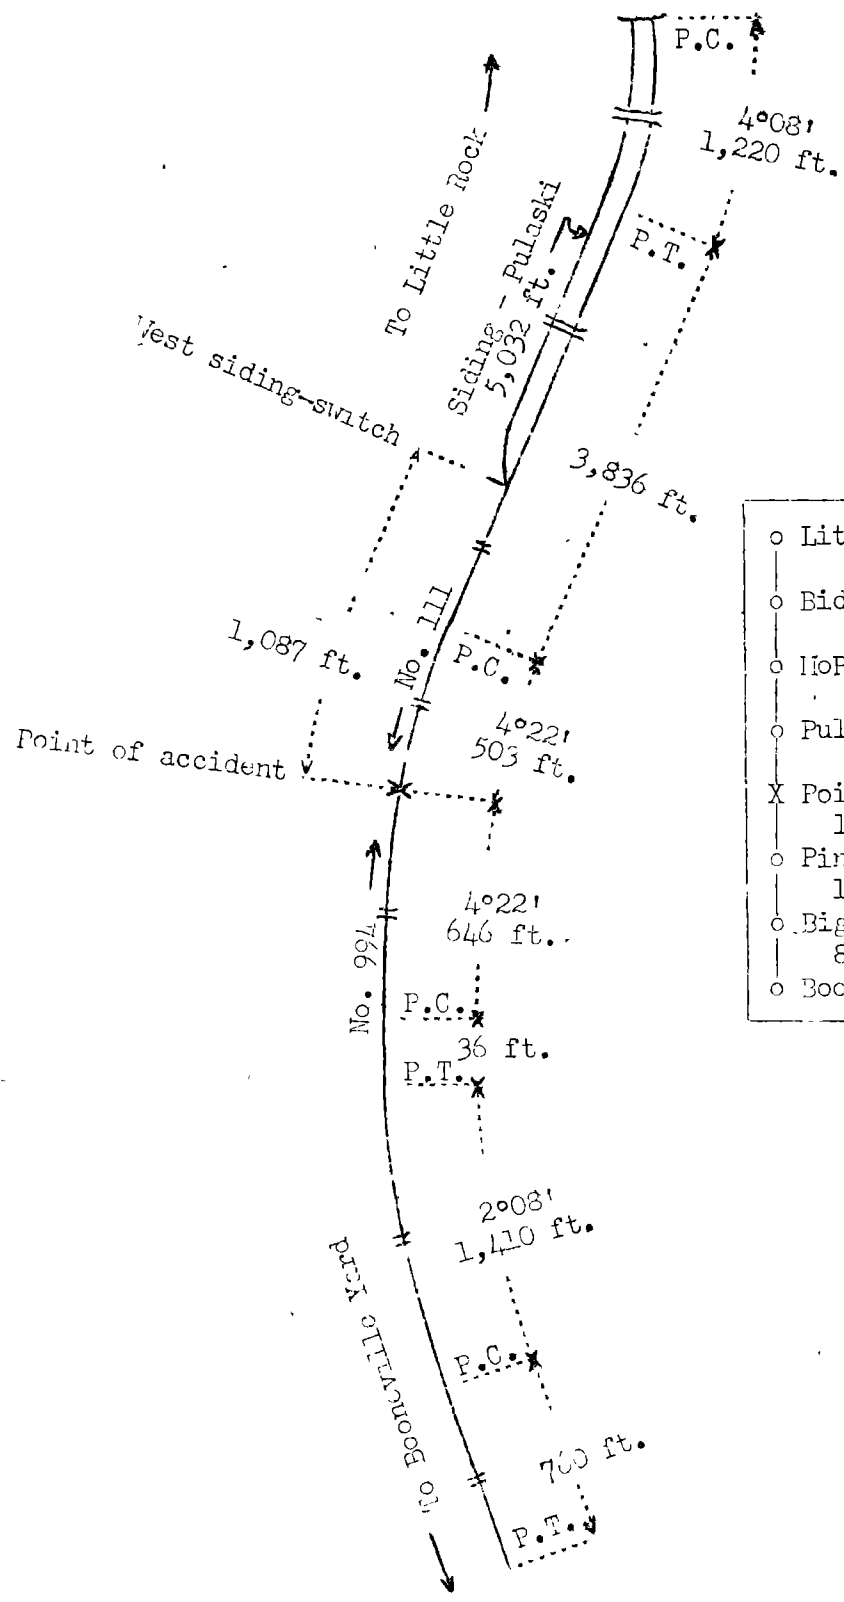 P.C.
4°08'
1,220 ft.
To Little Rock
Siding - Pulaski
5,032 ft.
P.T.
West siding-switch
3,836 ft.
No. 111
1,087 ft.
P.C.
4°22'
503 ft.
Point of accident
4°22'
646 ft.
No. 994
P.C.
36 ft.
P.T.
2°08'
1,410 ft.
To Booneville Yard
P.C.
ft.
P.T.
Lit
Bid
HoP
Pul
X Poi
1
Pin
1
Big
8
Boo